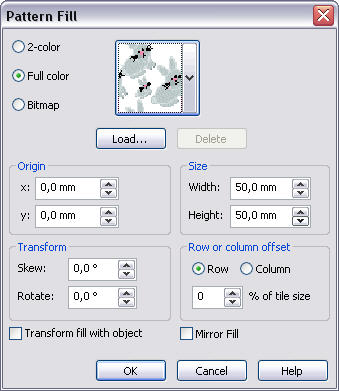 Pattern Fill
2-color
Full color
Bitmap
Load...
Delete
Origin
x: 0,0 mm
y: 0,0 mm
Size
Width: 50,0 mm
Height: 50,0 mm
Transform
Skew: 0,0 °
Rotate: 0,0 °
Row or column offset
Row Column
0 % of tile size
Transform fill with object
Mirror Fill
OK Cancel Help